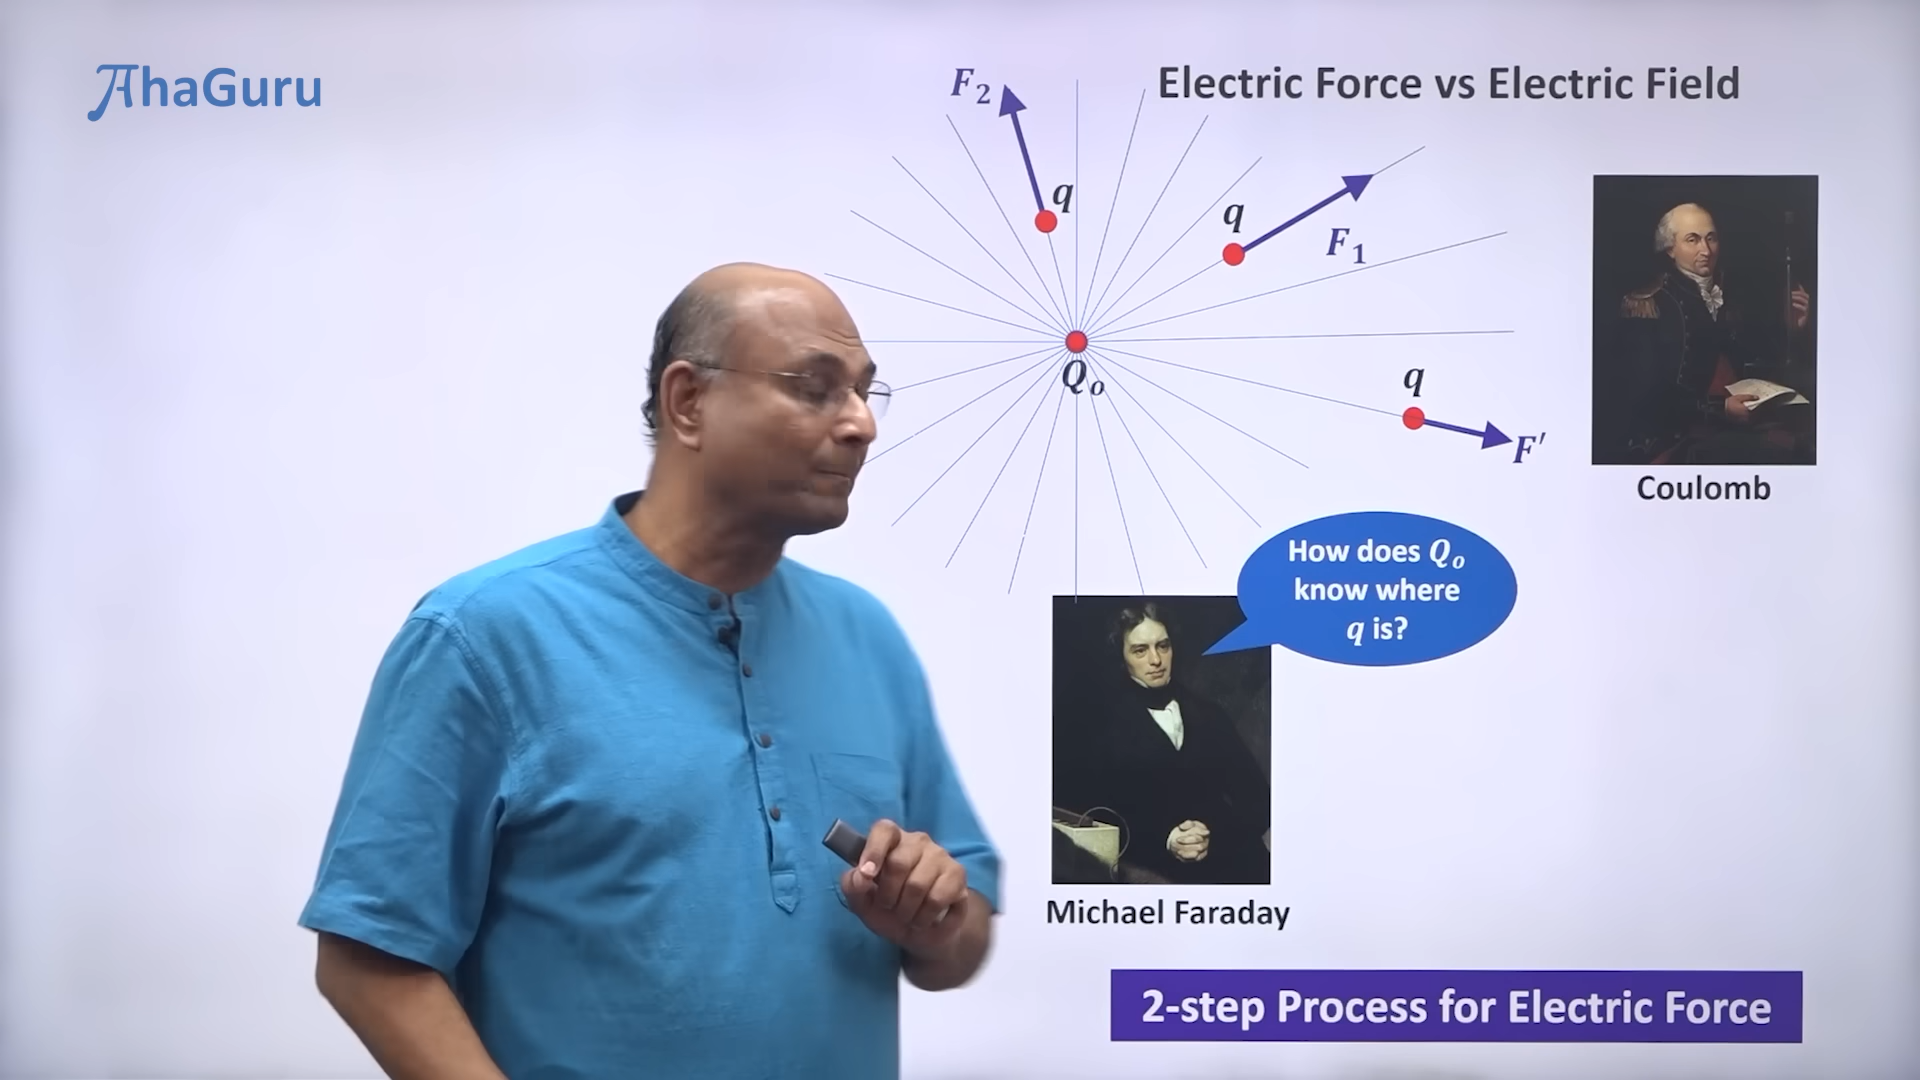 AhaGuru
Electric Force vs Electric Field
F₂
q
q
F₁
Qₒ
q
F′
Coulomb
How does Qₒ
know where
q is?
Michael Faraday
2-step Process for Electric Force